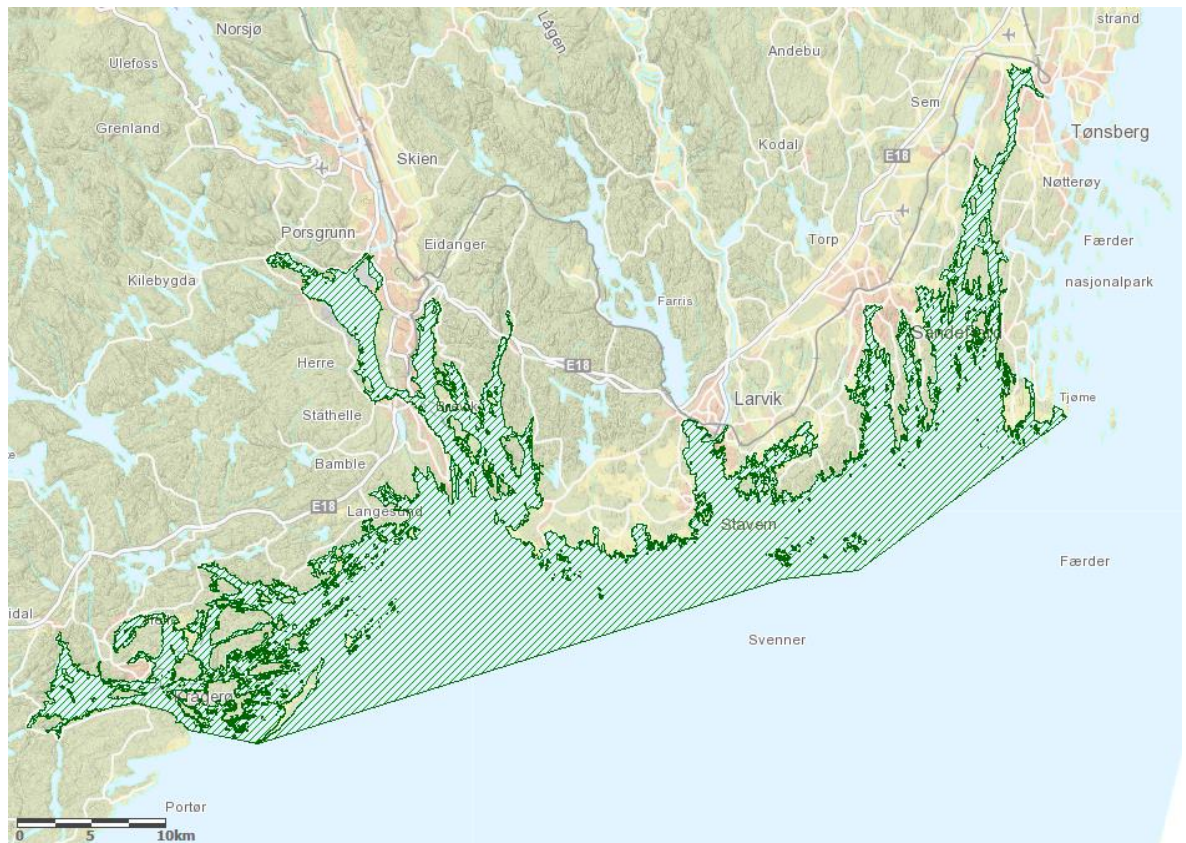 Norsjø
Lågen
strand
Ulefoss
Andebu
Sem
Grenland
Tønsberg
Skien
Kodal
E18
Nøtterøy
Porsgrunn
Eidanger
Torp
Færder
Kilebygda
nasjonalpark
Farris
Sandefjord
Herre
E18
Larvik
Tjøme
Stathelle
Bamble
E18
Langesund
Stavern
Færder
idal
Svenner
Kragerø
Portør
0 5 10km